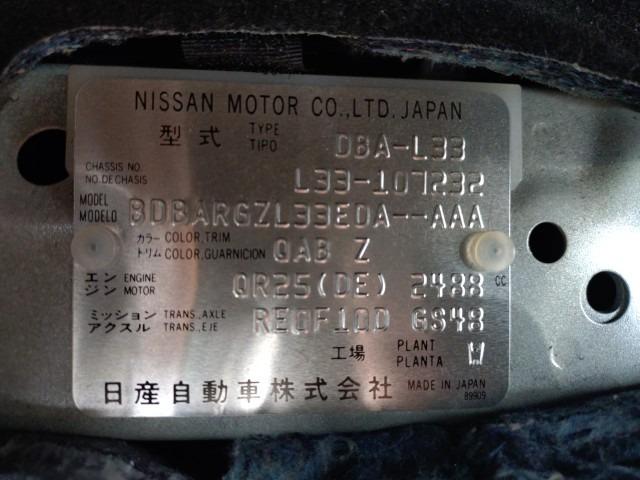 NISSAN MOTOR CO.,LTD. JAPAN
型式 TYPE TIPO DBA-L33
CHASSIS NO. NO.DE CHASIS L33-107232
MODEL MODELO BDBARGZL33EDA--AAA
カラー COLOR,TRIM トリム COLOR,GUARNICION QAB Z
エンジン ENGINE MOTOR QR25(DE) 2488 CC
ミッション TRANS.,AXLE アクスル TRANS.,EJE RE0F10D GS48
工場 PLANT PLANTA W
日産自動車株式会社 MADE IN JAPAN
89909